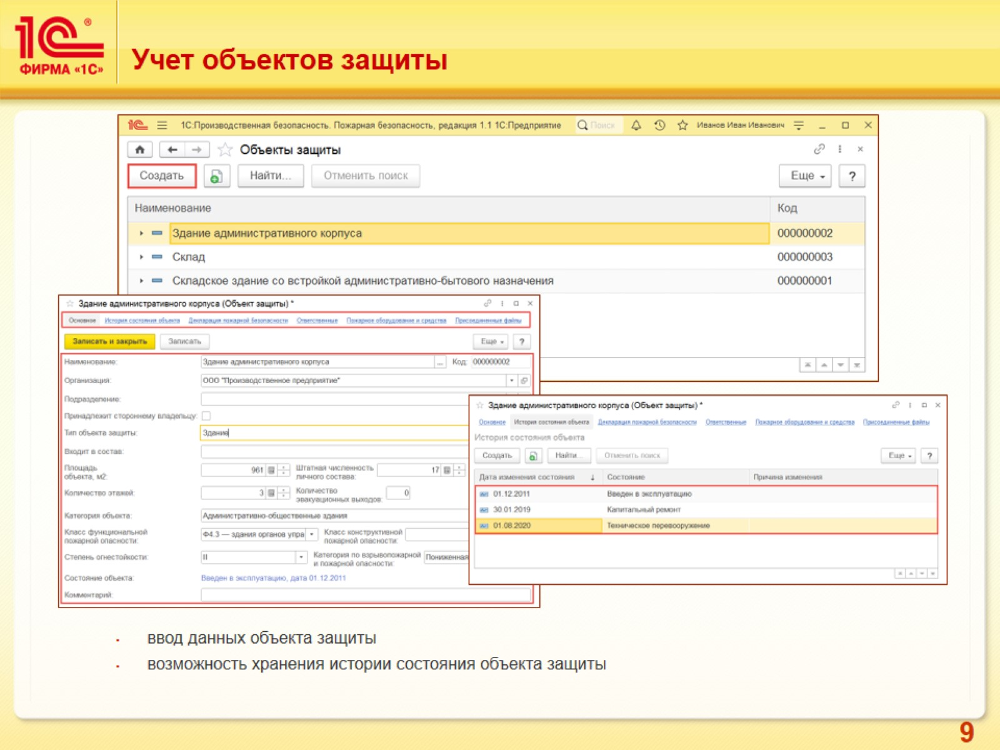 1С®
ФИРМА «1С»
Учет объектов защиты
1С:Производственная безопасность. Пожарная безопасность, редакция 1.1 1С:Предприятие
Поиск
Иванов Иван Иванович
Объекты защиты
Создать
Найти...
Отменить поиск
Еще
?
Наименование Код
Здание административного корпуса 000000002
Склад 000000003
Складское здание со встройкой административно-бытового назначения 000000001
Здание административного корпуса (Объект защиты) *
Основное История состояния объекта Декларация пожарной безопасности Ответственные Пожарное оборудование и средства Присоединенные файлы
Записать и закрыть Записать Еще ?
Наименование: Здание административного корпуса ... Код: 000000002
Организация: ООО "Производственное предприятие"
Подразделение:
Принадлежит стороннему владельцу:
Тип объекта защиты: Здание
Входит в состав:
Площадь
объекта, м2: 961
Штатная численность
личного состава: 17
Количество этажей: 3
Количество
эвакуационных выходов: 0
Категория объекта: Административно-общественные здания
Класс функциональной
пожарной опасности: Ф4.3 — здания органов упра
Класс конструктивной
пожарной опасности:
Степень огнестойкости: II
Категория по взрывопожарной
и пожарной опасности: Пониженная
Состояние объекта: Введен в эксплуатацию, дата 01.12.2011
Комментарий:
Здание административного корпуса (Объект защиты) *
Основное История состояния объекта Декларация пожарной безопасности Ответственные Пожарное оборудование и средства Присоединенные файлы
История состояния объекта
Создать Найти... Отменить поиск Еще ?
Дата изменения состояния ↓ Состояние Причина изменения
01.12.2011 Введен в эксплуатацию
30.01.2019 Капитальный ремонт
01.08.2020 Техническое перевооружение
▪ ввод данных объекта защиты
▪ возможность хранения истории состояния объекта защиты
9